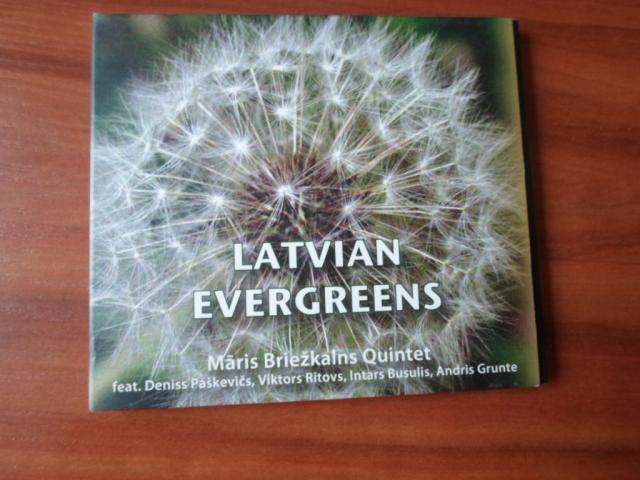 LATVIAN
EVERGREENS
Māris Briežkalns Quintet
feat. Deniss Paškevičs, Viktors Ritovs, Intars Busulis, Andris Grunte